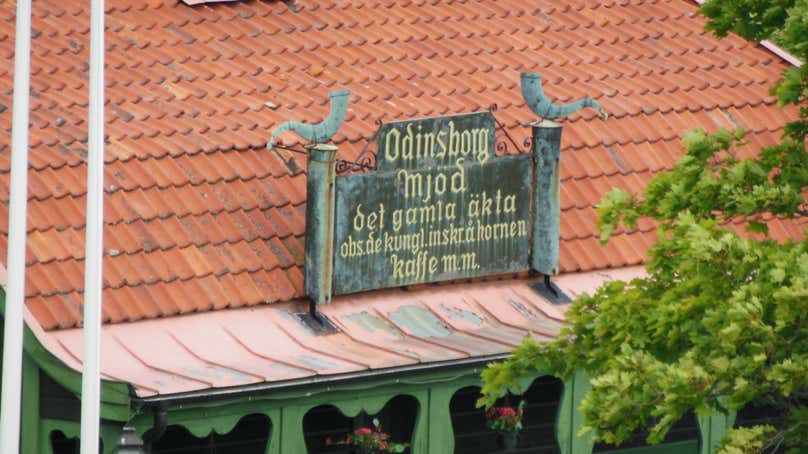 Odinsborg
mjöd
det gamla äkta
obs.de kungl.inskr.å hornen
kaffe m.m.